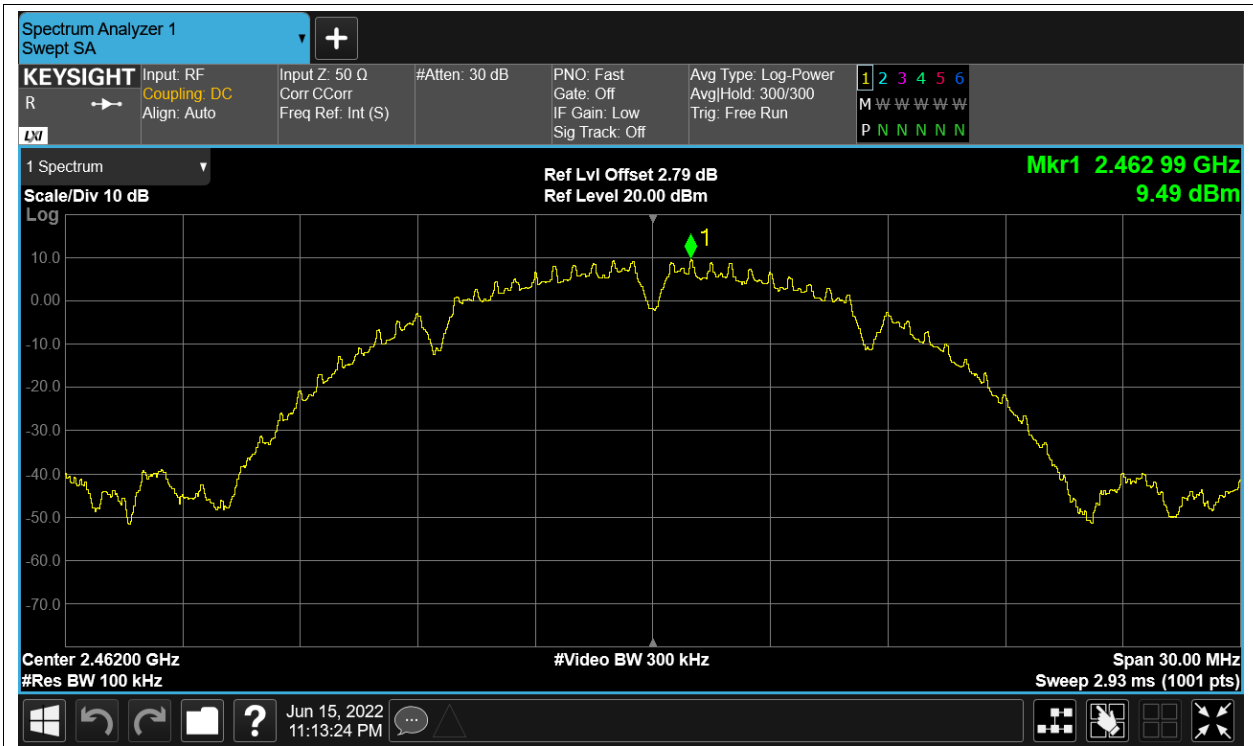 Spectrum Analyzer 1
Swept SA
+
KEYSIGHT
R
LXI
Input: RF
Coupling: DC
Align: Auto
Input Z: 50 Ω
Corr CCorr
Freq Ref: Int (S)
#Atten: 30 dB
PNO: Fast
Gate: Off
IF Gain: Low
Sig Track: Off
Avg Type: Log-Power
Avg|Hold: 300/300
Trig: Free Run
1 2 3 4 5 6
M W W W W W
P N N N N N
1 Spectrum
Scale/Div 10 dB
Ref Lvl Offset 2.79 dB
Ref Level 20.00 dBm
Mkr1 2.462 99 GHz
9.49 dBm
Log
1
10.0
0.00
-10.0
-20.0
-30.0
-40.0
-50.0
-60.0
-70.0
Center 2.46200 GHz
#Res BW 100 kHz
#Video BW 300 kHz
Span 30.00 MHz
Sweep 2.93 ms (1001 pts)
?
Jun 15, 2022
11:13:24 PM